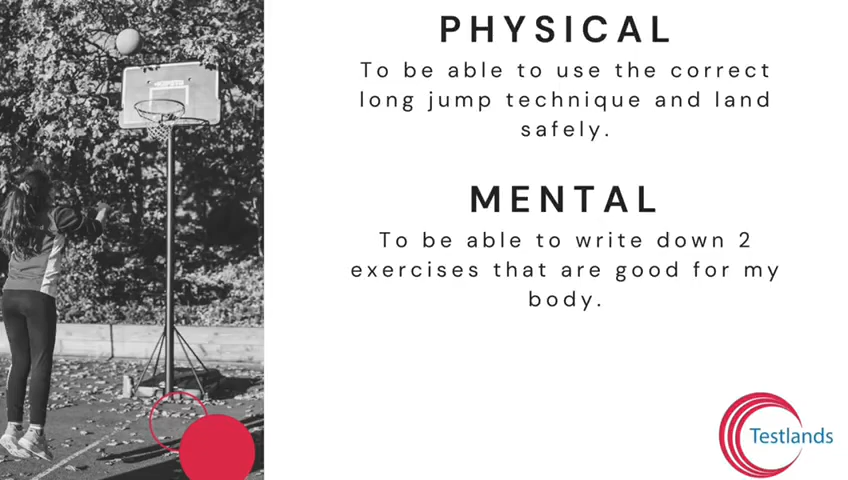 PHYSICAL
To be able to use the correct
long jump technique and land
safely.
MENTAL
To be able to write down 2
exercises that are good for my
body.
Testlands